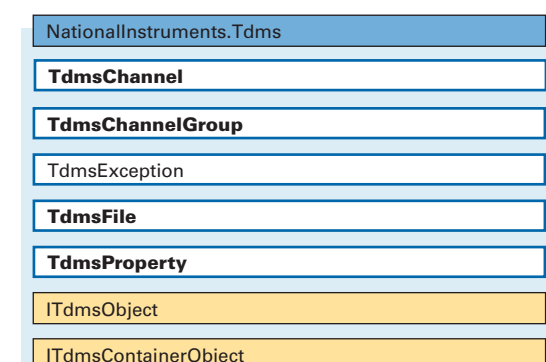 NationalInstruments.Tdms
TdmsChannel
TdmsChannelGroup
TdmsException
TdmsFile
TdmsProperty
ITdmsObject
ITdmsContainerObject